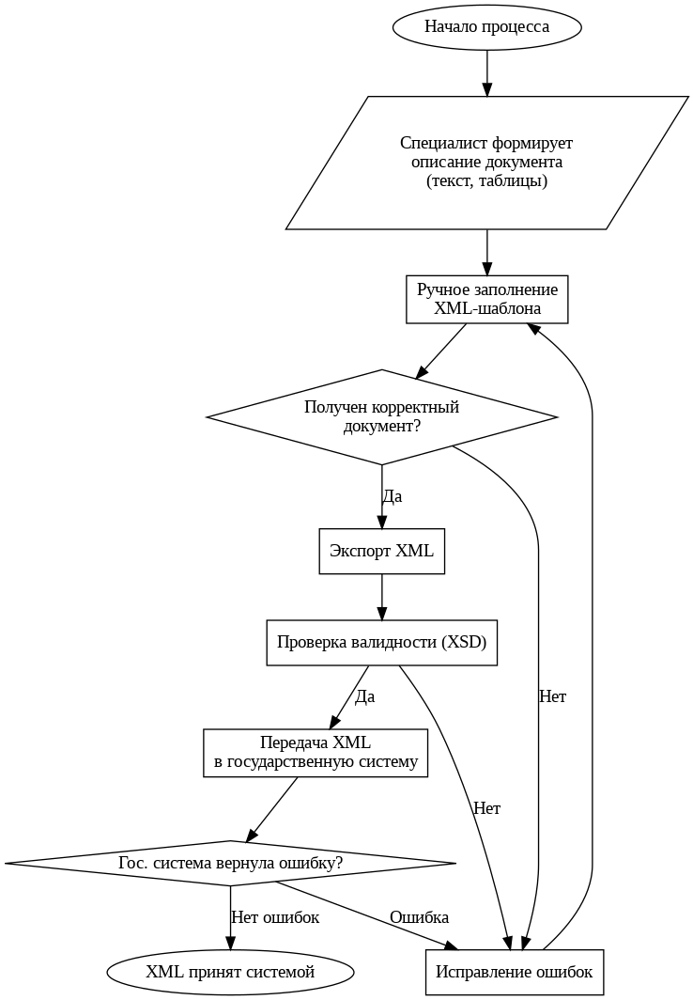 Начало процесса
Специалист формирует
описание документа
(текст, таблицы)
Ручное заполнение
XML-шаблона
Получен корректный
документ?
Да
Экспорт XML
Проверка валидности (XSD)
Да
Нет
Передача XML
в государственную систему
Нет
Гос. система вернула ошибку?
Нет ошибок
Ошибка
XML принят системой
Исправление ошибок